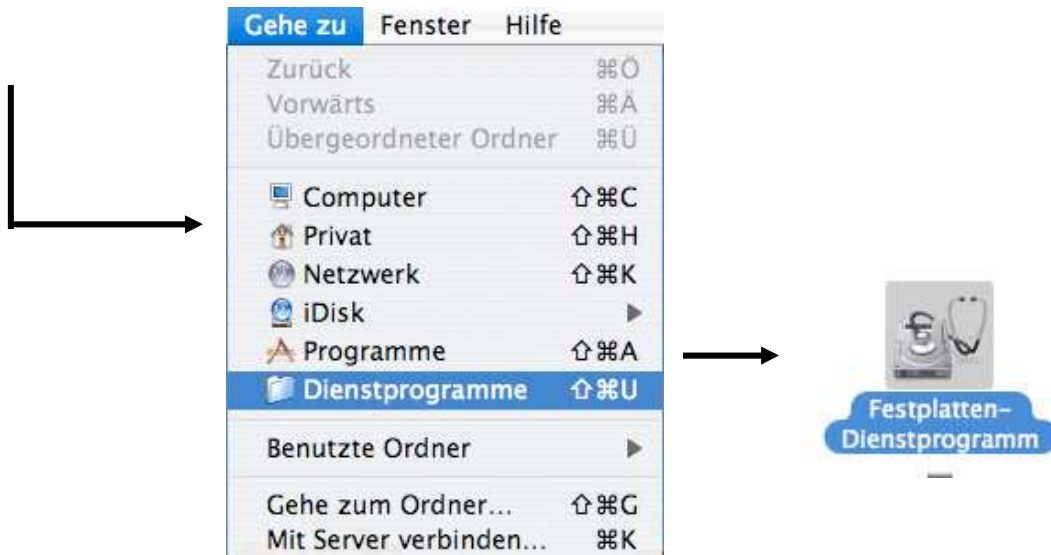 Gehe zu Fenster Hilfe
Zurück ⌘Ö
Vorwärts ⌘Ä
Übergeordneter Ordner ⌘Ü
Computer ⇧⌘C
Privat ⇧⌘H
Netzwerk ⇧⌘K
iDisk
Programme ⇧⌘A
Dienstprogramme ⇧⌘U
Benutzte Ordner
Gehe zum Ordner... ⇧⌘G
Mit Server verbinden... ⌘K
Festplatten-
Dienstprogramm